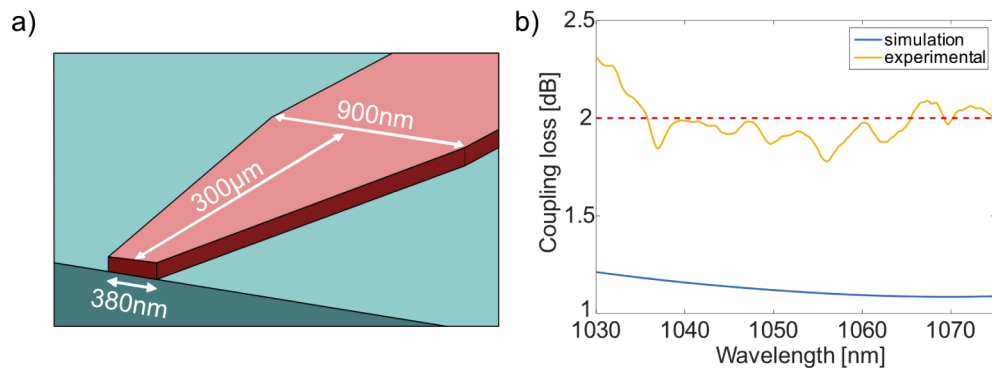 a)
900nm
300µm
380nm
b)
Coupling loss [dB]
2.5
2
1.5
1
simulation
experimental
1030
1040
1050
1060
1070
Wavelength [nm]